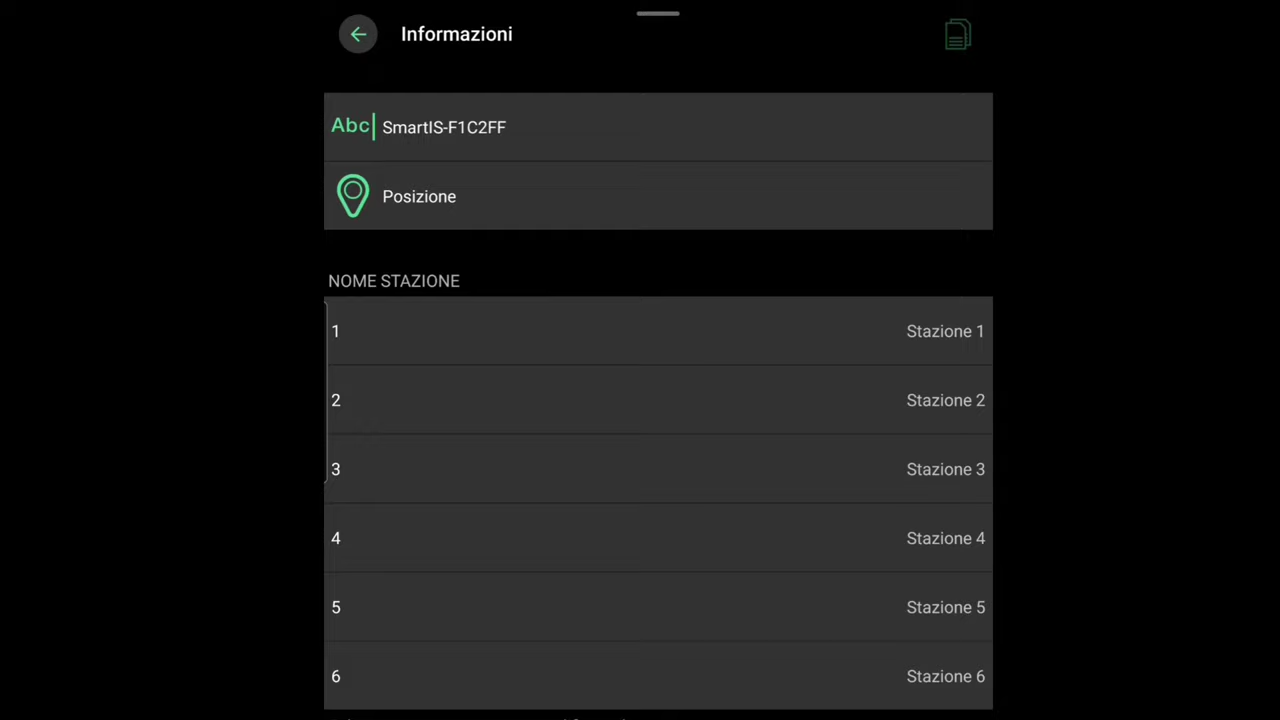 Informazioni
Abc SmartIS-F1C2FF
Posizione
NOME STAZIONE
1 Stazione 1
2 Stazione 2
3 Stazione 3
4 Stazione 4
5 Stazione 5
6 Stazione 6